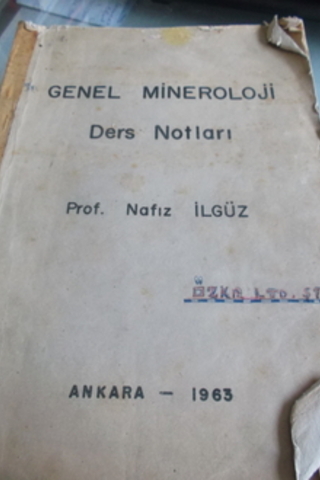 GENEL MİNEROLOJİ
Ders Notları
Prof. Nafız İLGÜZ
ANKARA — 1963